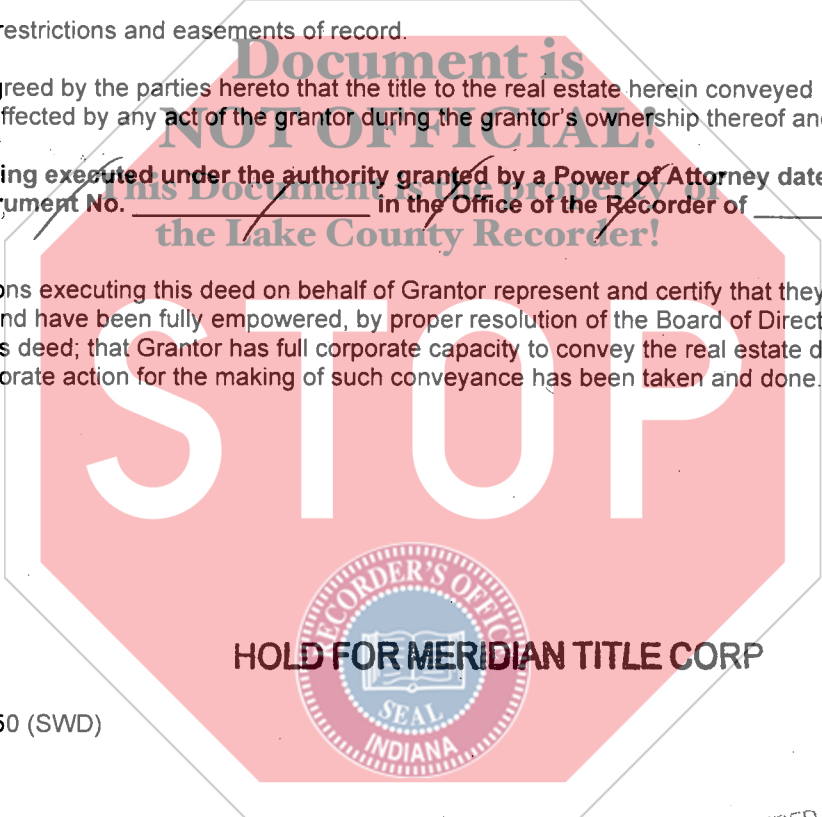 restrictions and easements of record.
Document is
greed by the parties hereto that the title to the real estate herein conveyed
ffected by any act of the grantor during the grantor's ownership thereof and
NOT OFFICIAL!
ing executed under the authority granted by a Power of Attorney date
This Document is the property of
rument No. ____________________ in the Office of the Recorder of ______
the Lake County Recorder!
ons executing this deed on behalf of Grantor represent and certify that they
nd have been fully empowered, by proper resolution of the Board of Direct
s deed; that Grantor has full corporate capacity to convey the real estate d
orate action for the making of such conveyance has been taken and done.
STOP
RECORDER'S OFFICE
HOLD FOR MERIDIAN TITLE CORP
SEAL
INDIANA
50 (SWD)